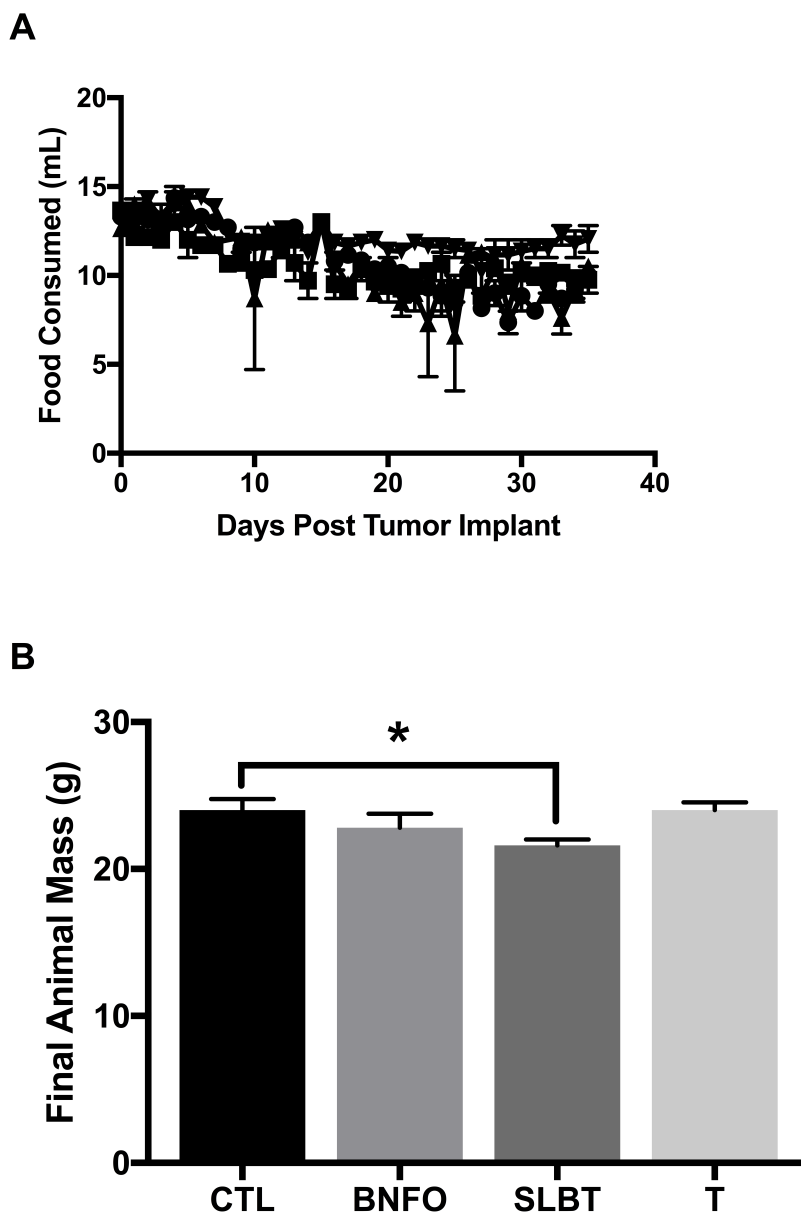 A
20
15
10
5
0
Food Consumed (mL)
0 10 20 30 40
Days Post Tumor Implant
B
*
30
20
10
0
Final Animal Mass (g)
CTL BNFO SLBT T